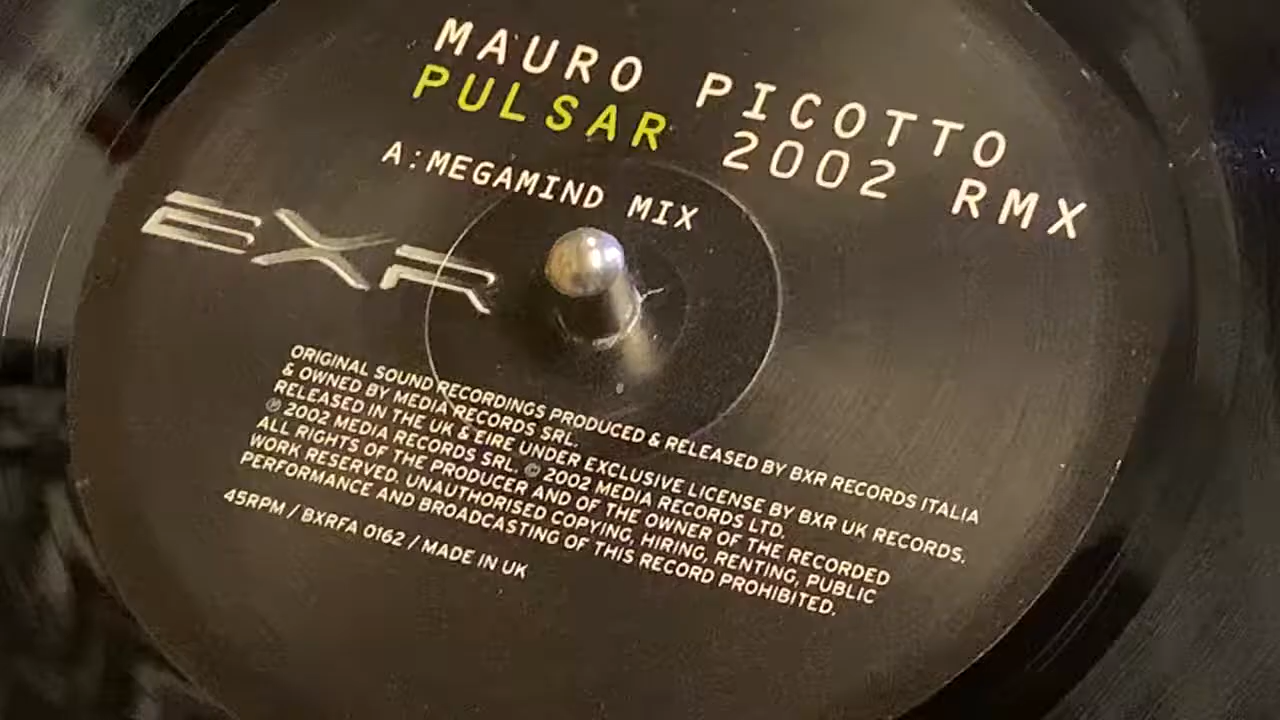 MAURO PICOTTO
PULSAR 2002 RMX
A:MEGAMIND MIX
BXR
ORIGINAL SOUND RECORDINGS PRODUCED & RELEASED BY BXR RECORDS ITALIA
& OWNED BY MEDIA RECORDS SRL.
RELEASED IN THE UK & EIRE UNDER EXCLUSIVE LICENSE BY BXR UK RECORDS.
℗ 2002 MEDIA RECORDS SRL. © 2002 MEDIA RECORDS LTD.
ALL RIGHTS OF THE PRODUCER AND OF THE OWNER OF THE RECORDED
WORK RESERVED. UNAUTHORISED COPYING, HIRING, RENTING, PUBLIC
PERFORMANCE AND BROADCASTING OF THIS RECORD PROHIBITED.
45RPM / BXRFA 0162 / MADE IN UK